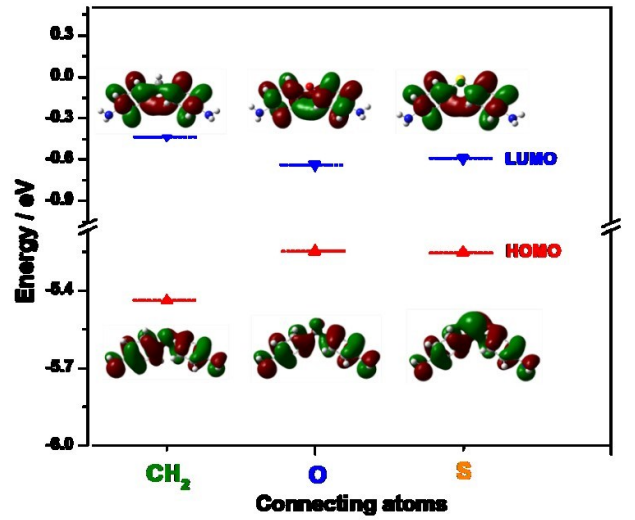 0.3
0.0
-0.3
-0.6
-0.9
-5.4
-5.7
-6.0
Energy / eV
LUMO
HOMO
CH₂
O
S
Connecting atoms